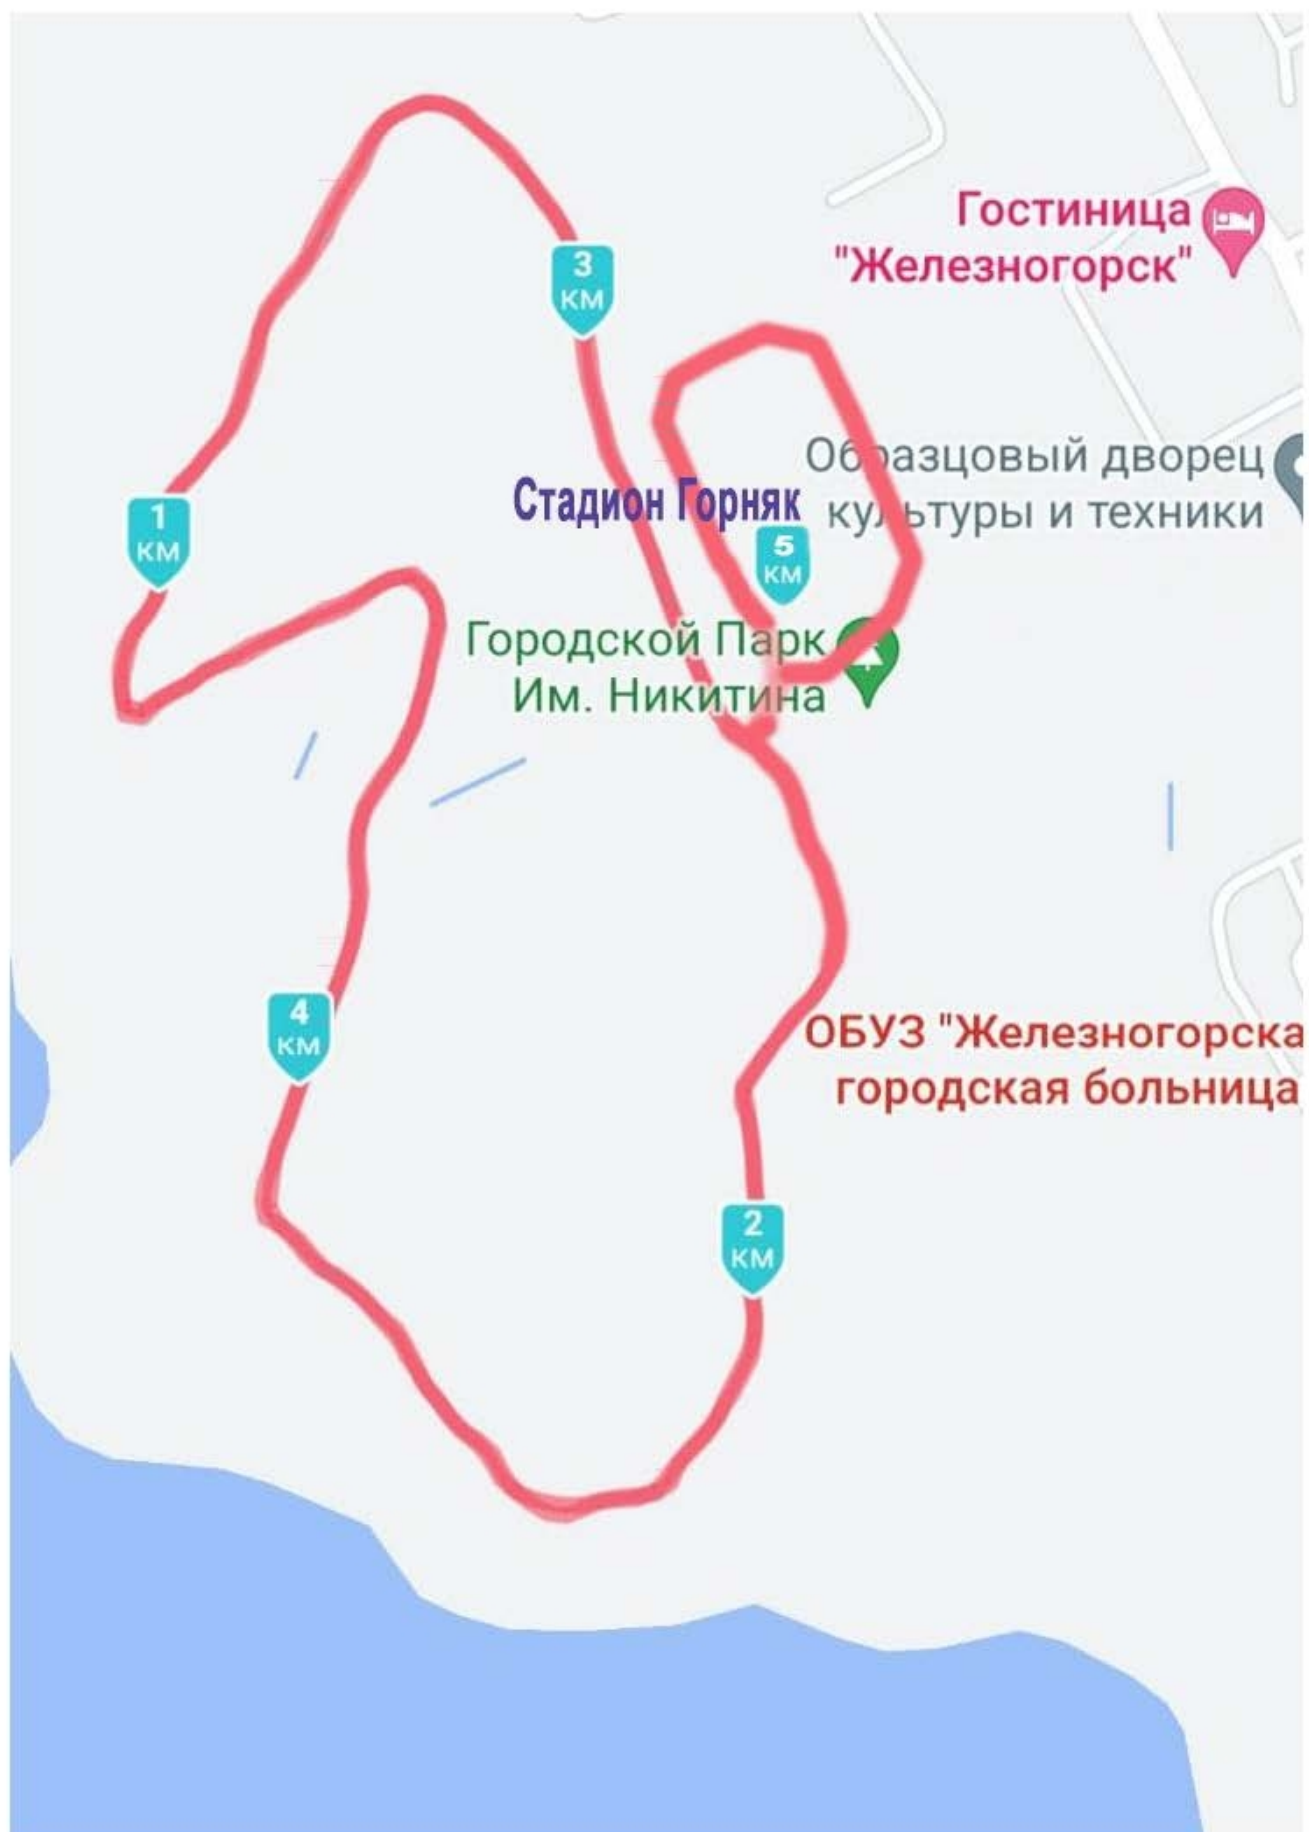 Гостиница
"Железногорск"
3
КМ
Образцовый дворец
культуры и техники
Стадион Горняк
1
КМ
5
КМ
Городской Парк
Им. Никитина
4
КМ
ОБУЗ "Железногорска
городская больница
2
КМ